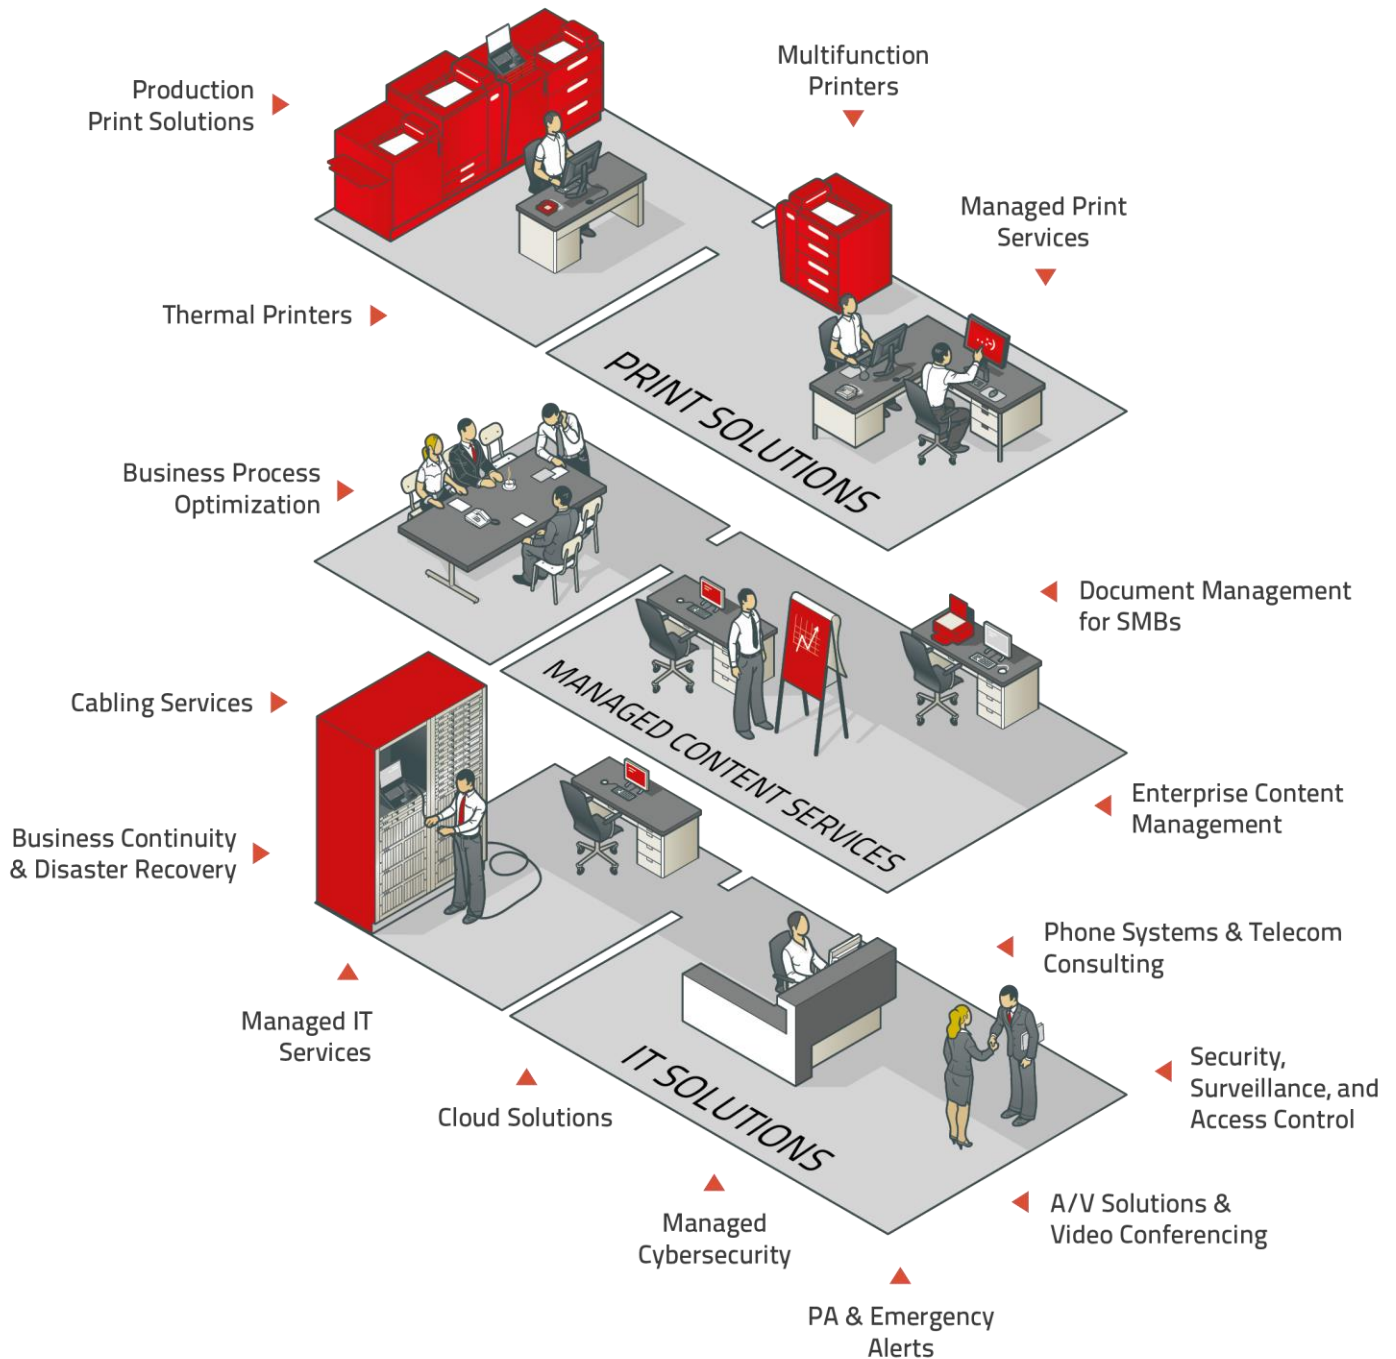 Production
Print Solutions
Multifunction
Printers
Managed Print
Services
Thermal Printers
PRINT SOLUTIONS
Business Process
Optimization
Document Management
for SMBs
MANAGED CONTENT SERVICES
Cabling Services
Enterprise Content
Management
Business Continuity
& Disaster Recovery
Phone Systems & Telecom
Consulting
Managed IT
Services
IT SOLUTIONS
Security,
Surveillance, and
Access Control
Cloud Solutions
A/V Solutions &
Video Conferencing
Managed
Cybersecurity
PA & Emergency
Alerts